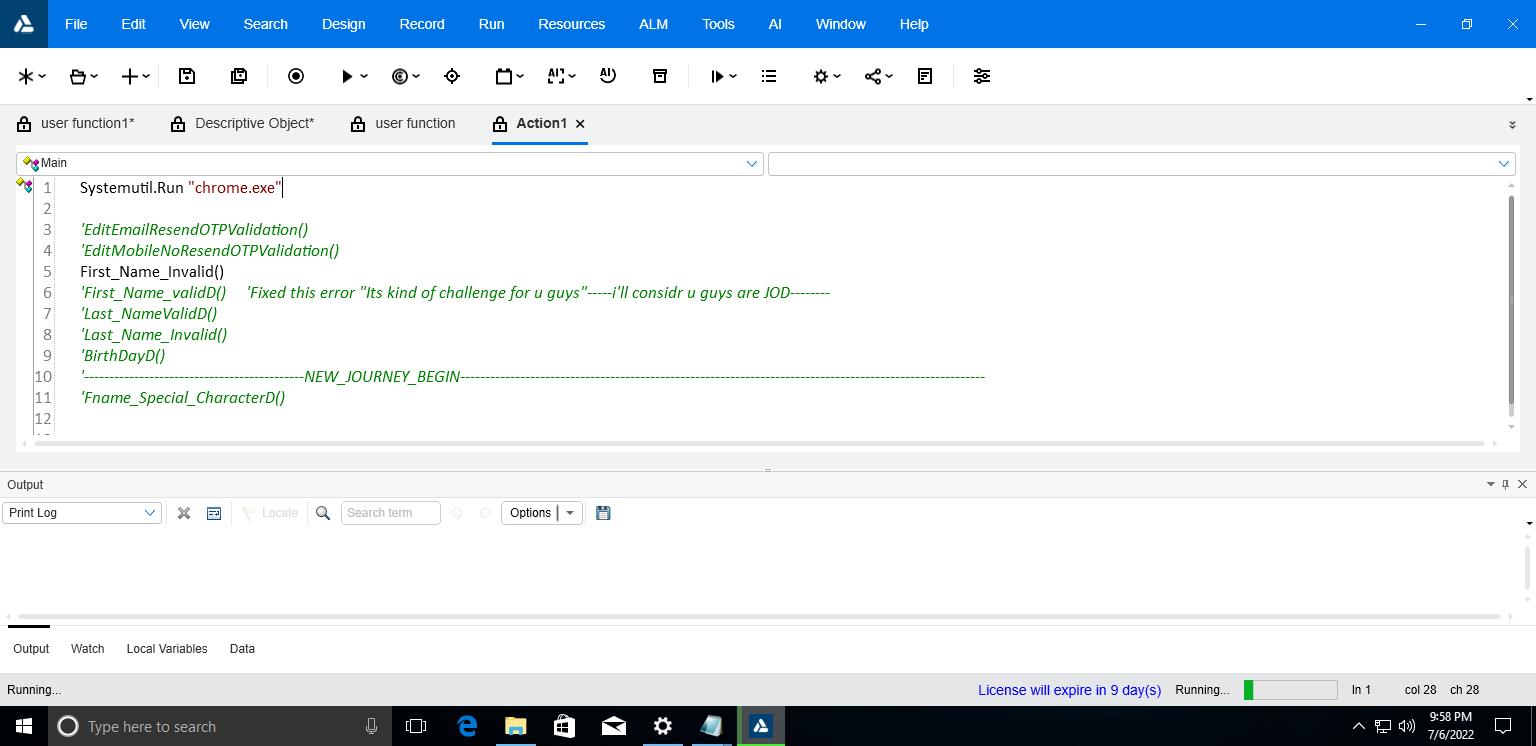 File Edit View Search Design Record Run Resources ALM Tools AI Window Help
user function1* Descriptive Object* user function Action1
Main
1 Systemutil.Run "chrome.exe"
2
3 'EditEmailResendOTPValidation()
4 'EditMobileNoResendOTPValidation()
5 First_Name_Invalid()
6 'First_Name_validD() 'Fixed this error "Its kind of challenge for u guys"-----i'll considr u guys are JOD--------
7 'Last_NameValidD()
8 'Last_Name_Invalid()
9 'BirthDayD()
10 '--------------------------------------------NEW_JOURNEY_BEGIN---------------------------------------------------------------------------------------------------------
11 'Fname_Special_CharacterD()
12
Output
Print Log Locate Search term Options
Output Watch Local Variables Data
Running... License will expire in 9 day(s) Running... ln 1 col 28 ch 28
Type here to search
9:58 PM
7/6/2022